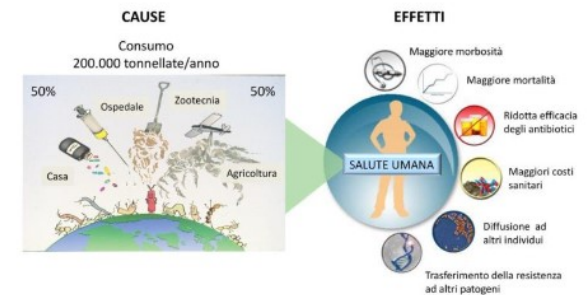 CAUSE
Consumo
200.000 tonnellate/anno
50%
50%
Ospedale
Zootecnia
Casa
Agricoltura
EFFETTI
Maggiore morbosità
Maggiore mortalità
Ridotta efficacia
degli antibiotici
SALUTE UMANA
Maggiori costi
sanitari
Diffusione ad
altri individui
Trasferimento della resistenza
ad altri patogeni